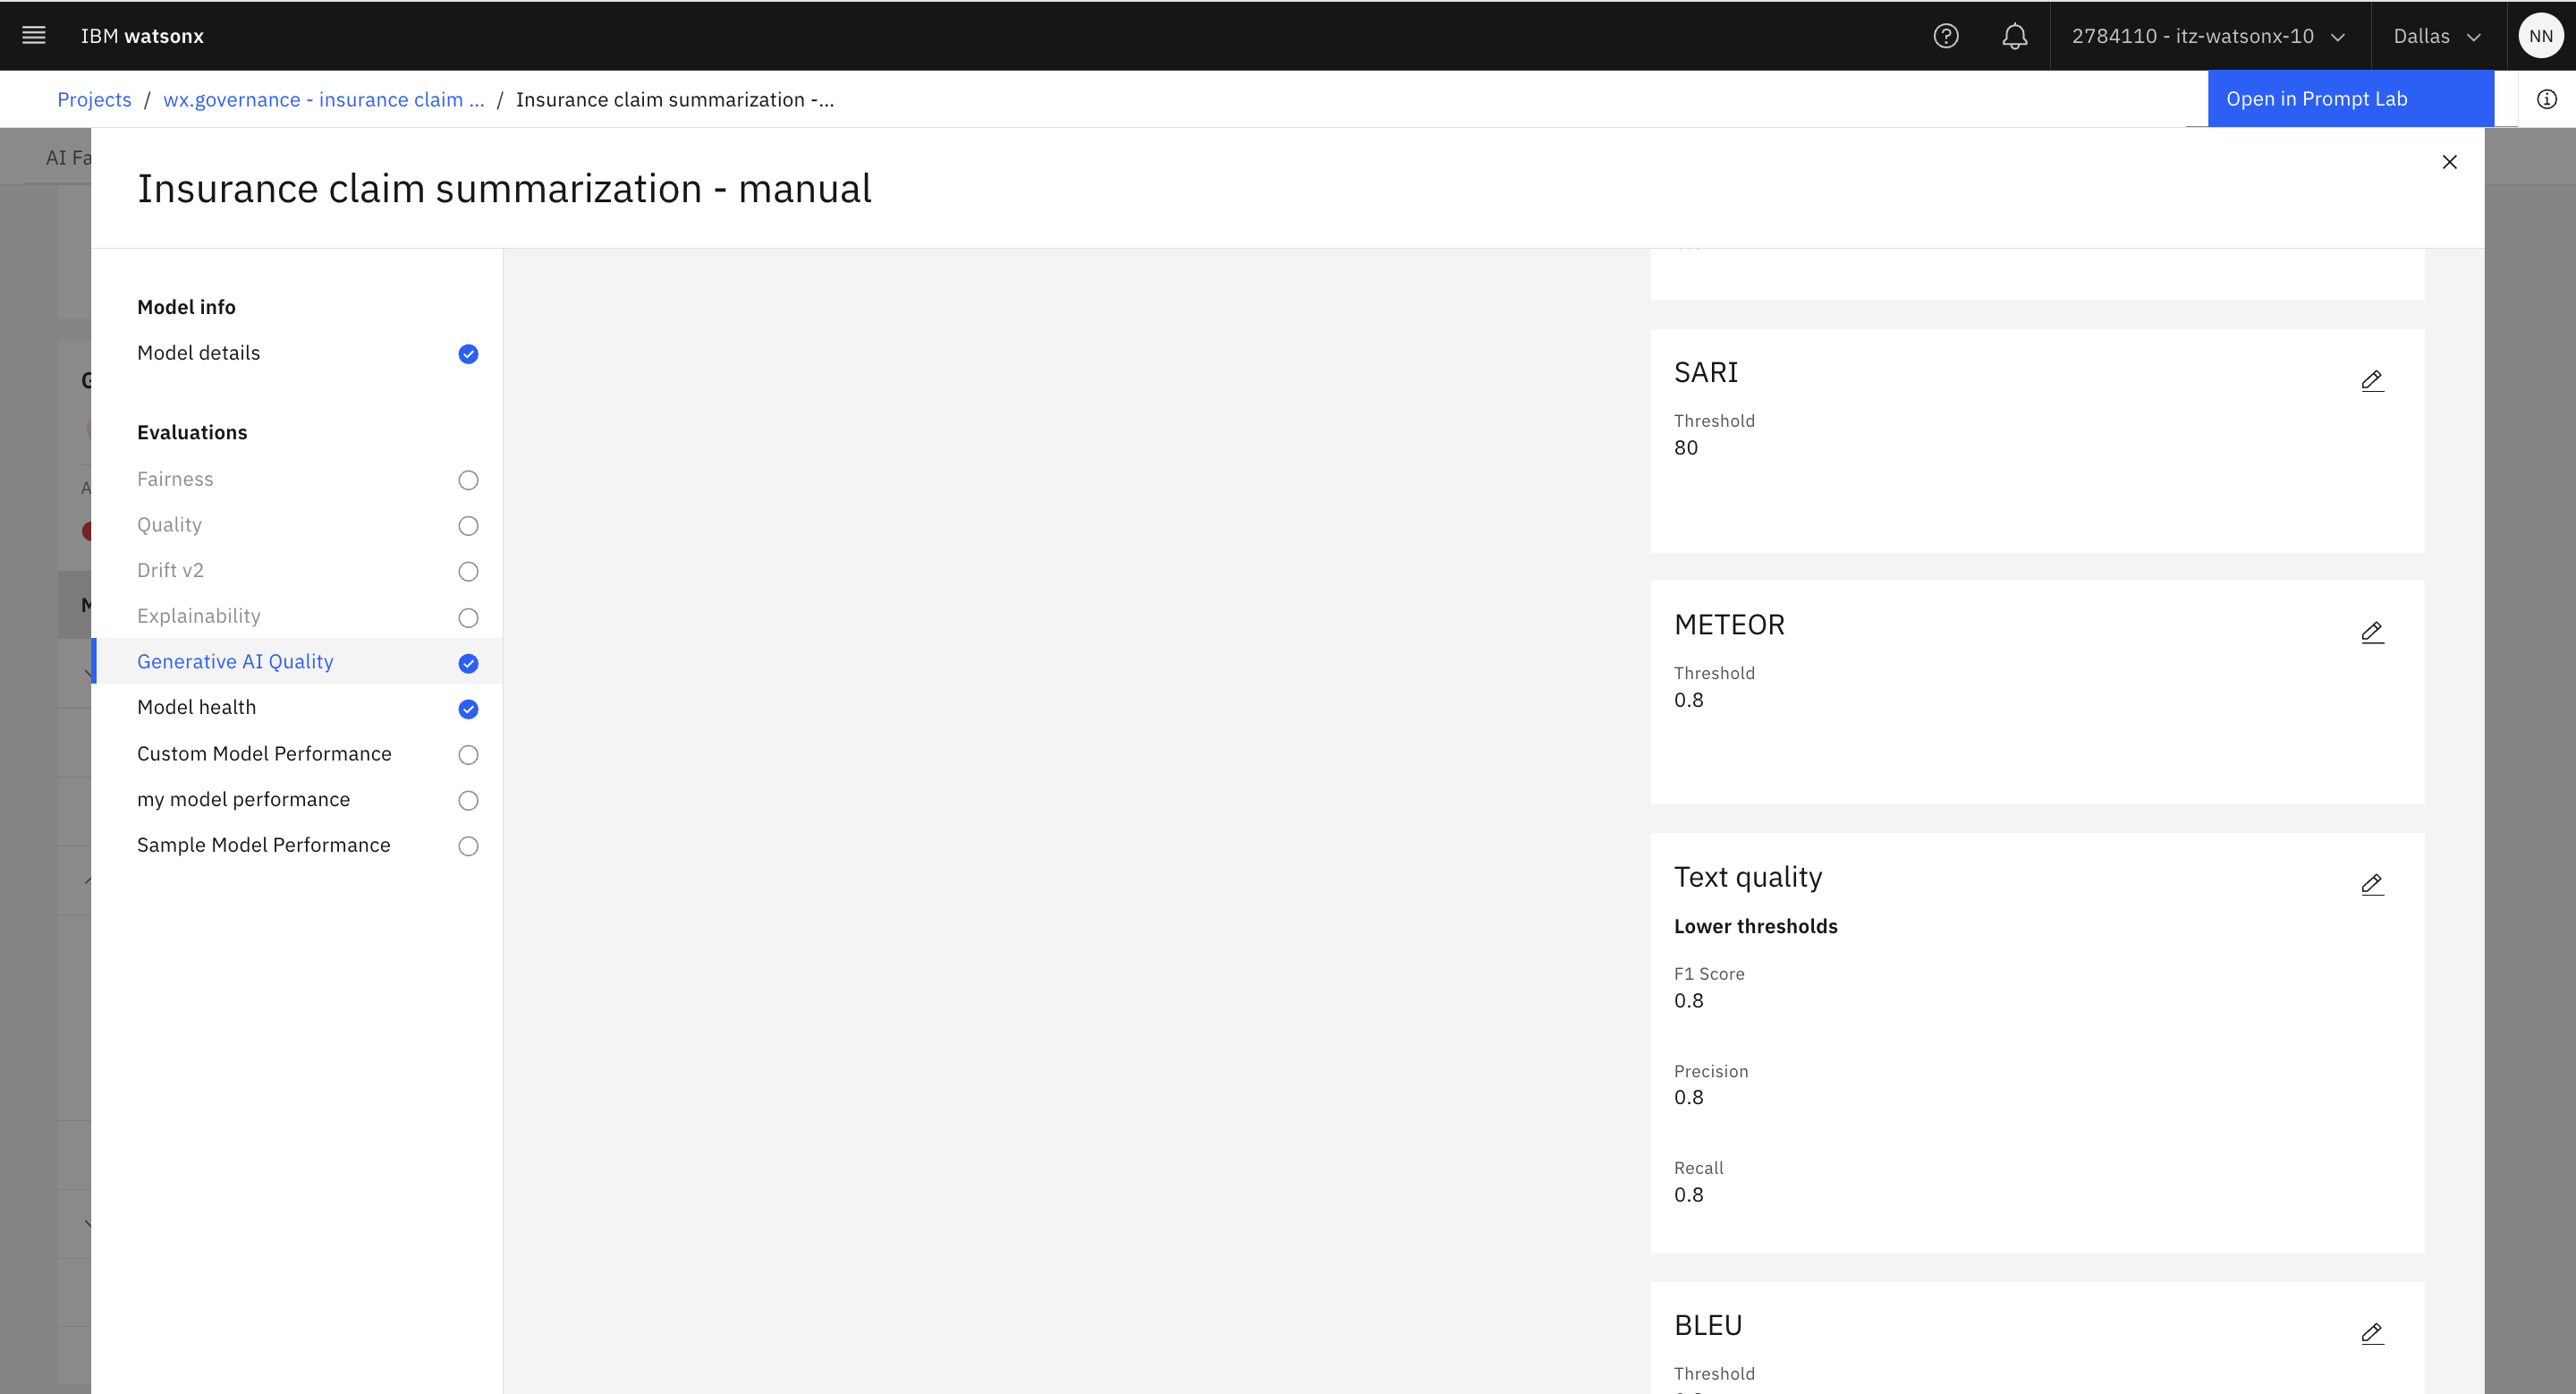 IBM watsonx
2784110 - itz-watsonx-10
Dallas
NN
Projects / wx.governance - insurance claim ... / Insurance claim summarization -...
Open in Prompt Lab
AI Fa
Insurance claim summarization - manual
Model info
Model details
Evaluations
Fairness
Quality
Drift v2
Explainability
Generative AI Quality
Model health
Custom Model Performance
my model performance
Sample Model Performance
SARI
Threshold
80
METEOR
Threshold
0.8
Text quality
Lower thresholds
F1 Score
0.8
Precision
0.8
Recall
0.8
BLEU
Threshold